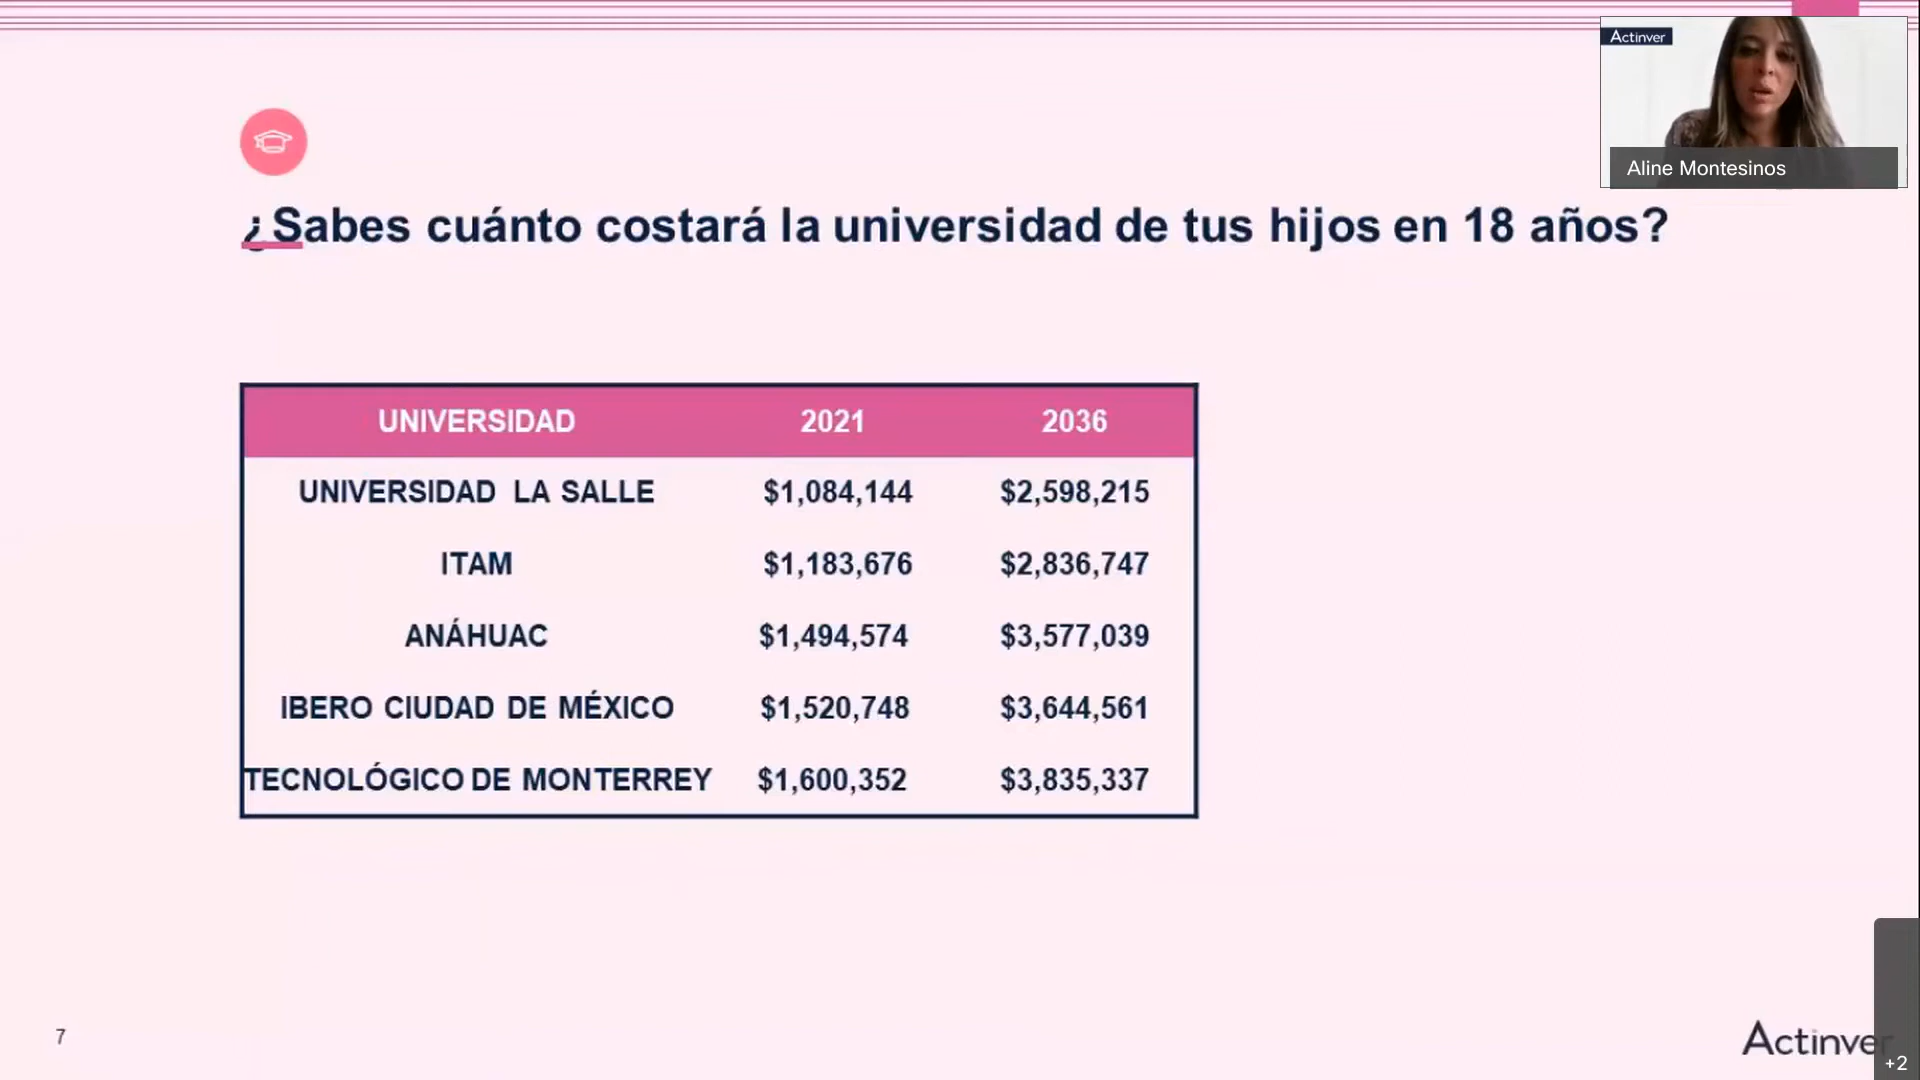 Actinver
Aline Montesinos
¿Sabes cuánto costará la universidad de tus hijos en 18 años?
UNIVERSIDAD 2021 2036
UNIVERSIDAD LA SALLE $1,084,144 $2,598,215
ITAM $1,183,676 $2,836,747
ANÁHUAC $1,494,574 $3,577,039
IBERO CIUDAD DE MÉXICO $1,520,748 $3,644,561
TECNOLÓGICO DE MONTERREY $1,600,352 $3,835,337
7
Actinver
+2